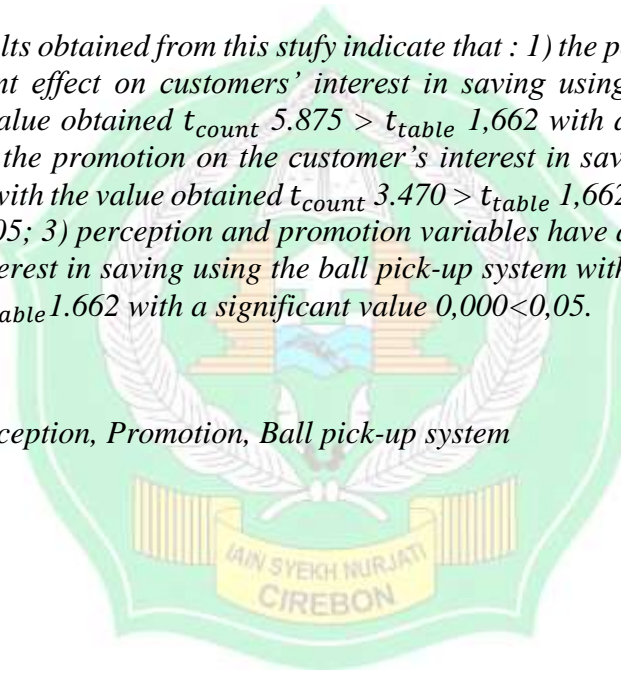 lts obtained from this stufy indicate that : 1) the p
nt effect on customers' interest in saving using
alue obtained t_count 5.875 > t_table 1,662 with a
the promotion on the customer's interest in sav
with the value obtained t_count 3.470 > t_table 1,662
05; 3) perception and promotion variables have a
erest in saving using the ball pick-up system with
able 1.662 with a significant value 0,000<0,05.
ception, Promotion, Ball pick-up system
IAIN SYEKH NURJATI
CIREBON